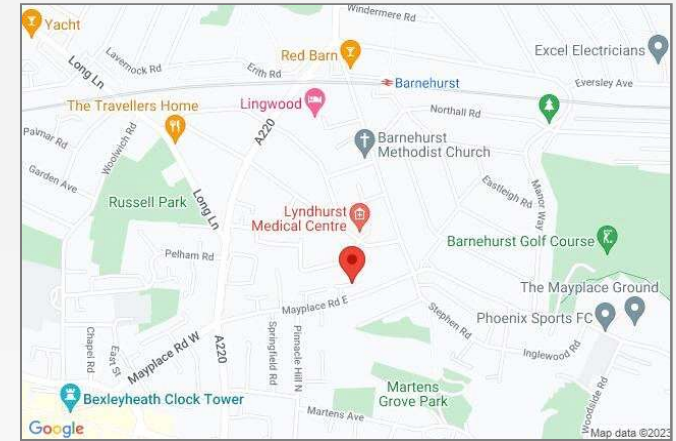 Windermere Rd
Yacht
Lavernock Rd
Long Ln
Erith Rd
Red Barn
Excel Electricians
Barnehurst
Eversley Ave
Lingwood
The Travellers Home
A220
Northall Rd
Palmar Rd
Woolwich Rd
Barnehurst
Methodist Church
Garden Ave
Eastleigh Rd
Manor Way
Russell Park
Long Ln
Lyndhurst
Medical Centre
Barnehurst Golf Course
Pelham Rd
The Mayplace Ground
Mayplace Rd E
Stephen Rd
Phoenix Sports FC
Chapel Rd
East St
Mayplace Rd W
A220
Springfield Rd
Pinnacle Hill N
Inglewood Rd
Woodside Rd
Martens
Grove Park
Bexleyheath Clock Tower
Martens Ave
Google
Map data ©2023